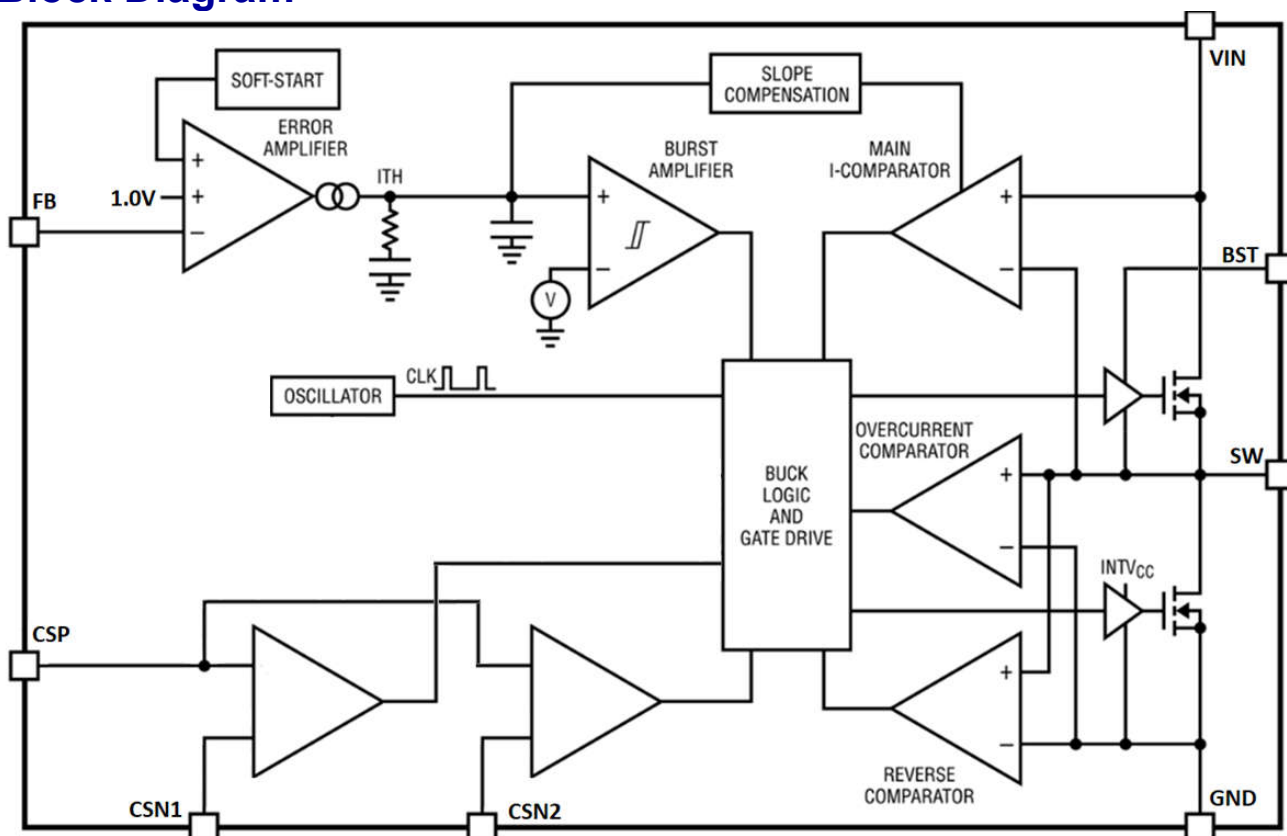 Block Diagram
VIN
SOFT-START
SLOPE
COMPENSATION
ERROR
AMPLIFIER
BURST
AMPLIFIER
MAIN
I-COMPARATOR
ITH
FB
1.0V
+
+
−
+
−
V
+
−
BST
OSCILLATOR
CLK
OVERCURRENT
COMPARATOR
SW
BUCK
LOGIC
AND
GATE DRIVE
+
−
INTVCC
CSP
+
−
REVERSE
COMPARATOR
CSN1
CSN2
GND